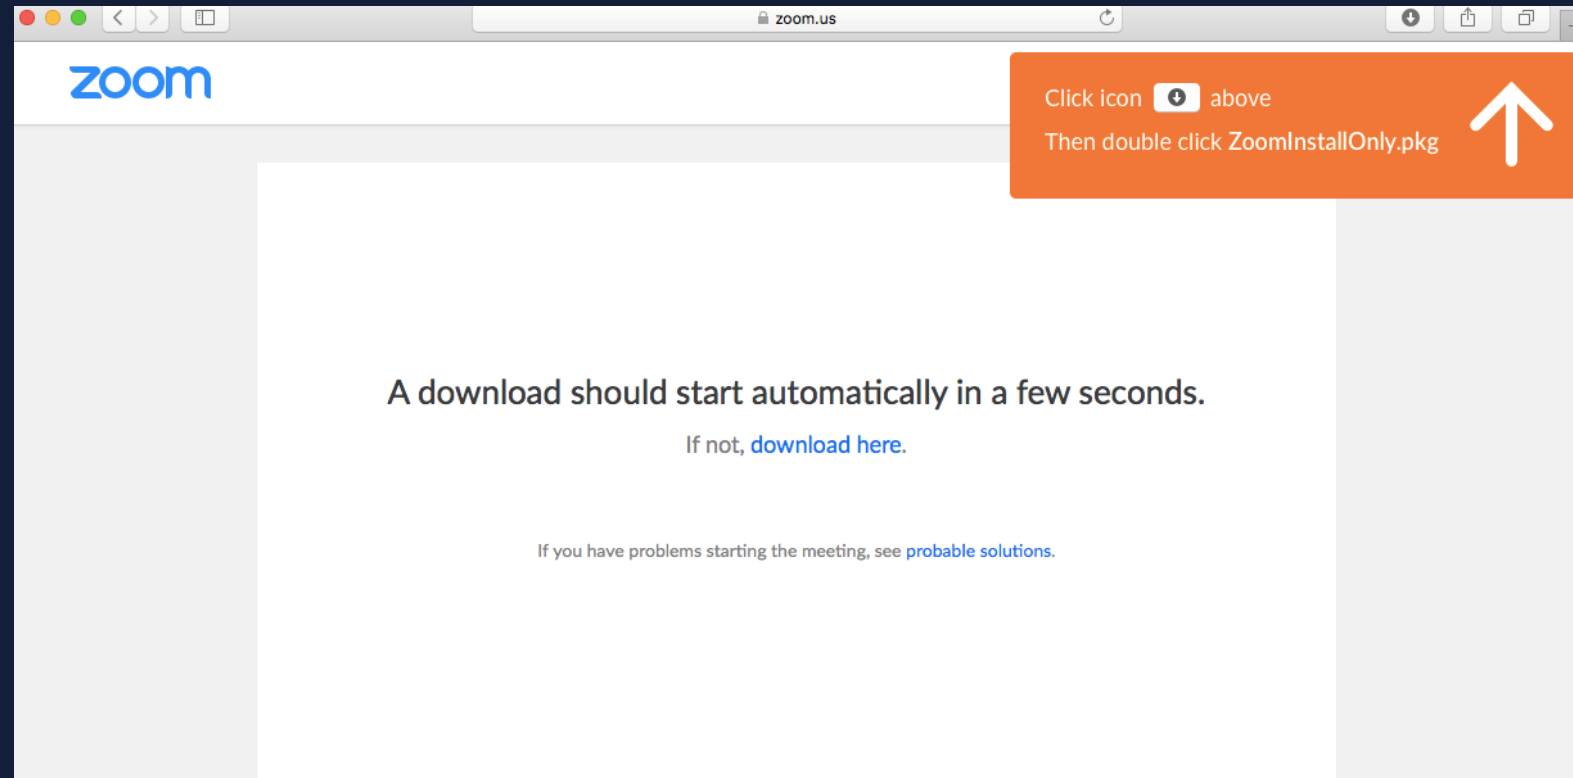 zoom.us
zoom
Click icon above
Then double click ZoomInstallOnly.pkg
A download should start automatically in a few seconds.
If not, download here.
If you have problems starting the meeting, see probable solutions.